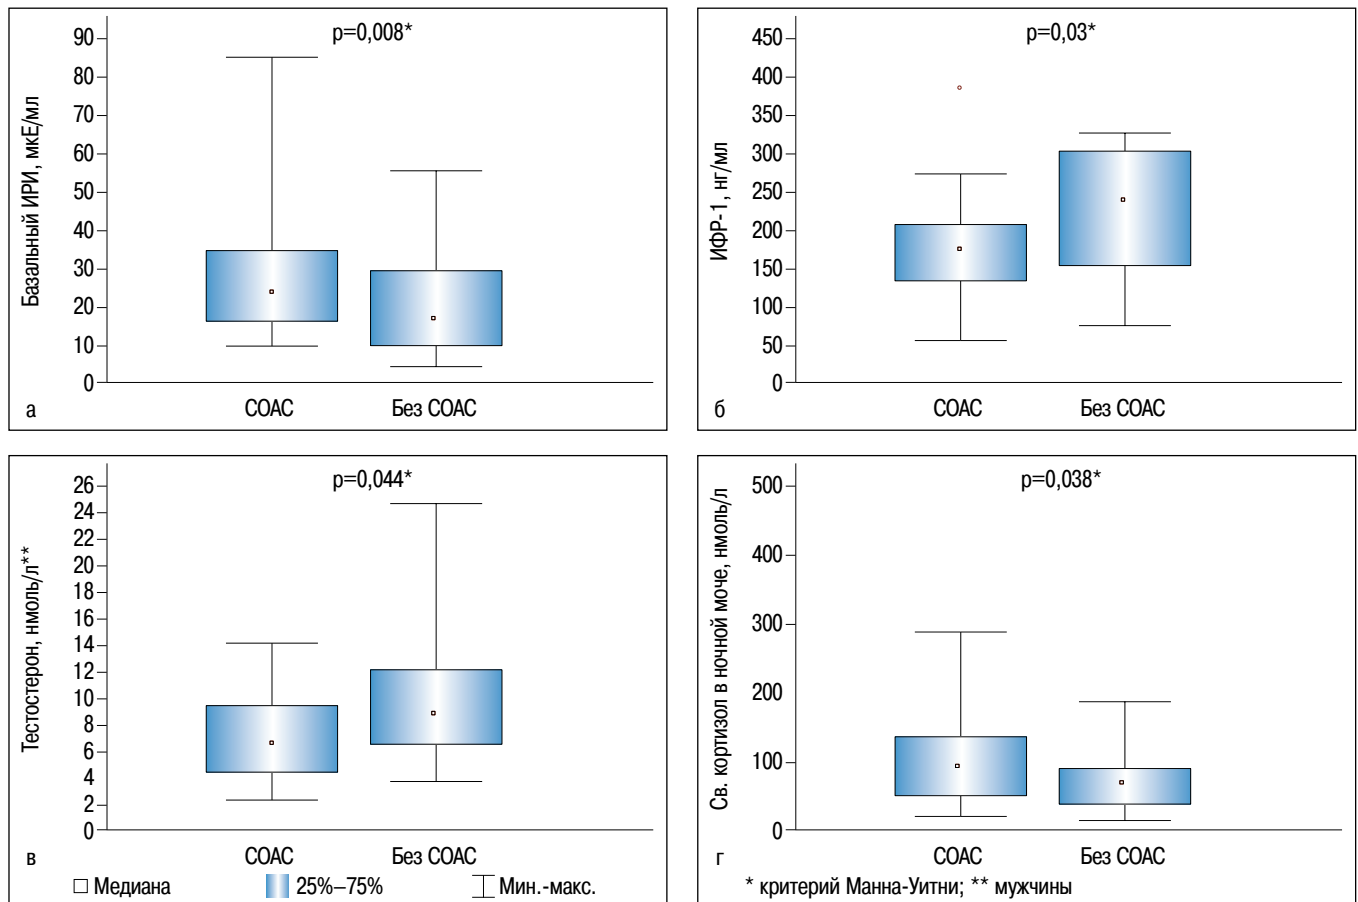 p=0,008*
Базальный ИРИ, мкЕ/мл
90
80
70
60
50
40
30
20
10
0
а
СОАС
Без СОАС
p=0,03*
ИФР-1, нг/мл
450
400
350
300
250
200
150
100
50
0
б
СОАС
Без СОАС
p=0,044*
Тестостерон, нмоль/л**
26
24
22
20
18
16
14
12
10
8
6
4
2
0
в
СОАС
Без СОАС
Медиана
25%–75%
Мин.-макс.
p=0,038*
Св. кортизол в ночной моче, нмоль/л
500
400
300
200
100
0
г
СОАС
Без СОАС
* критерий Манна-Уитни; ** мужчины